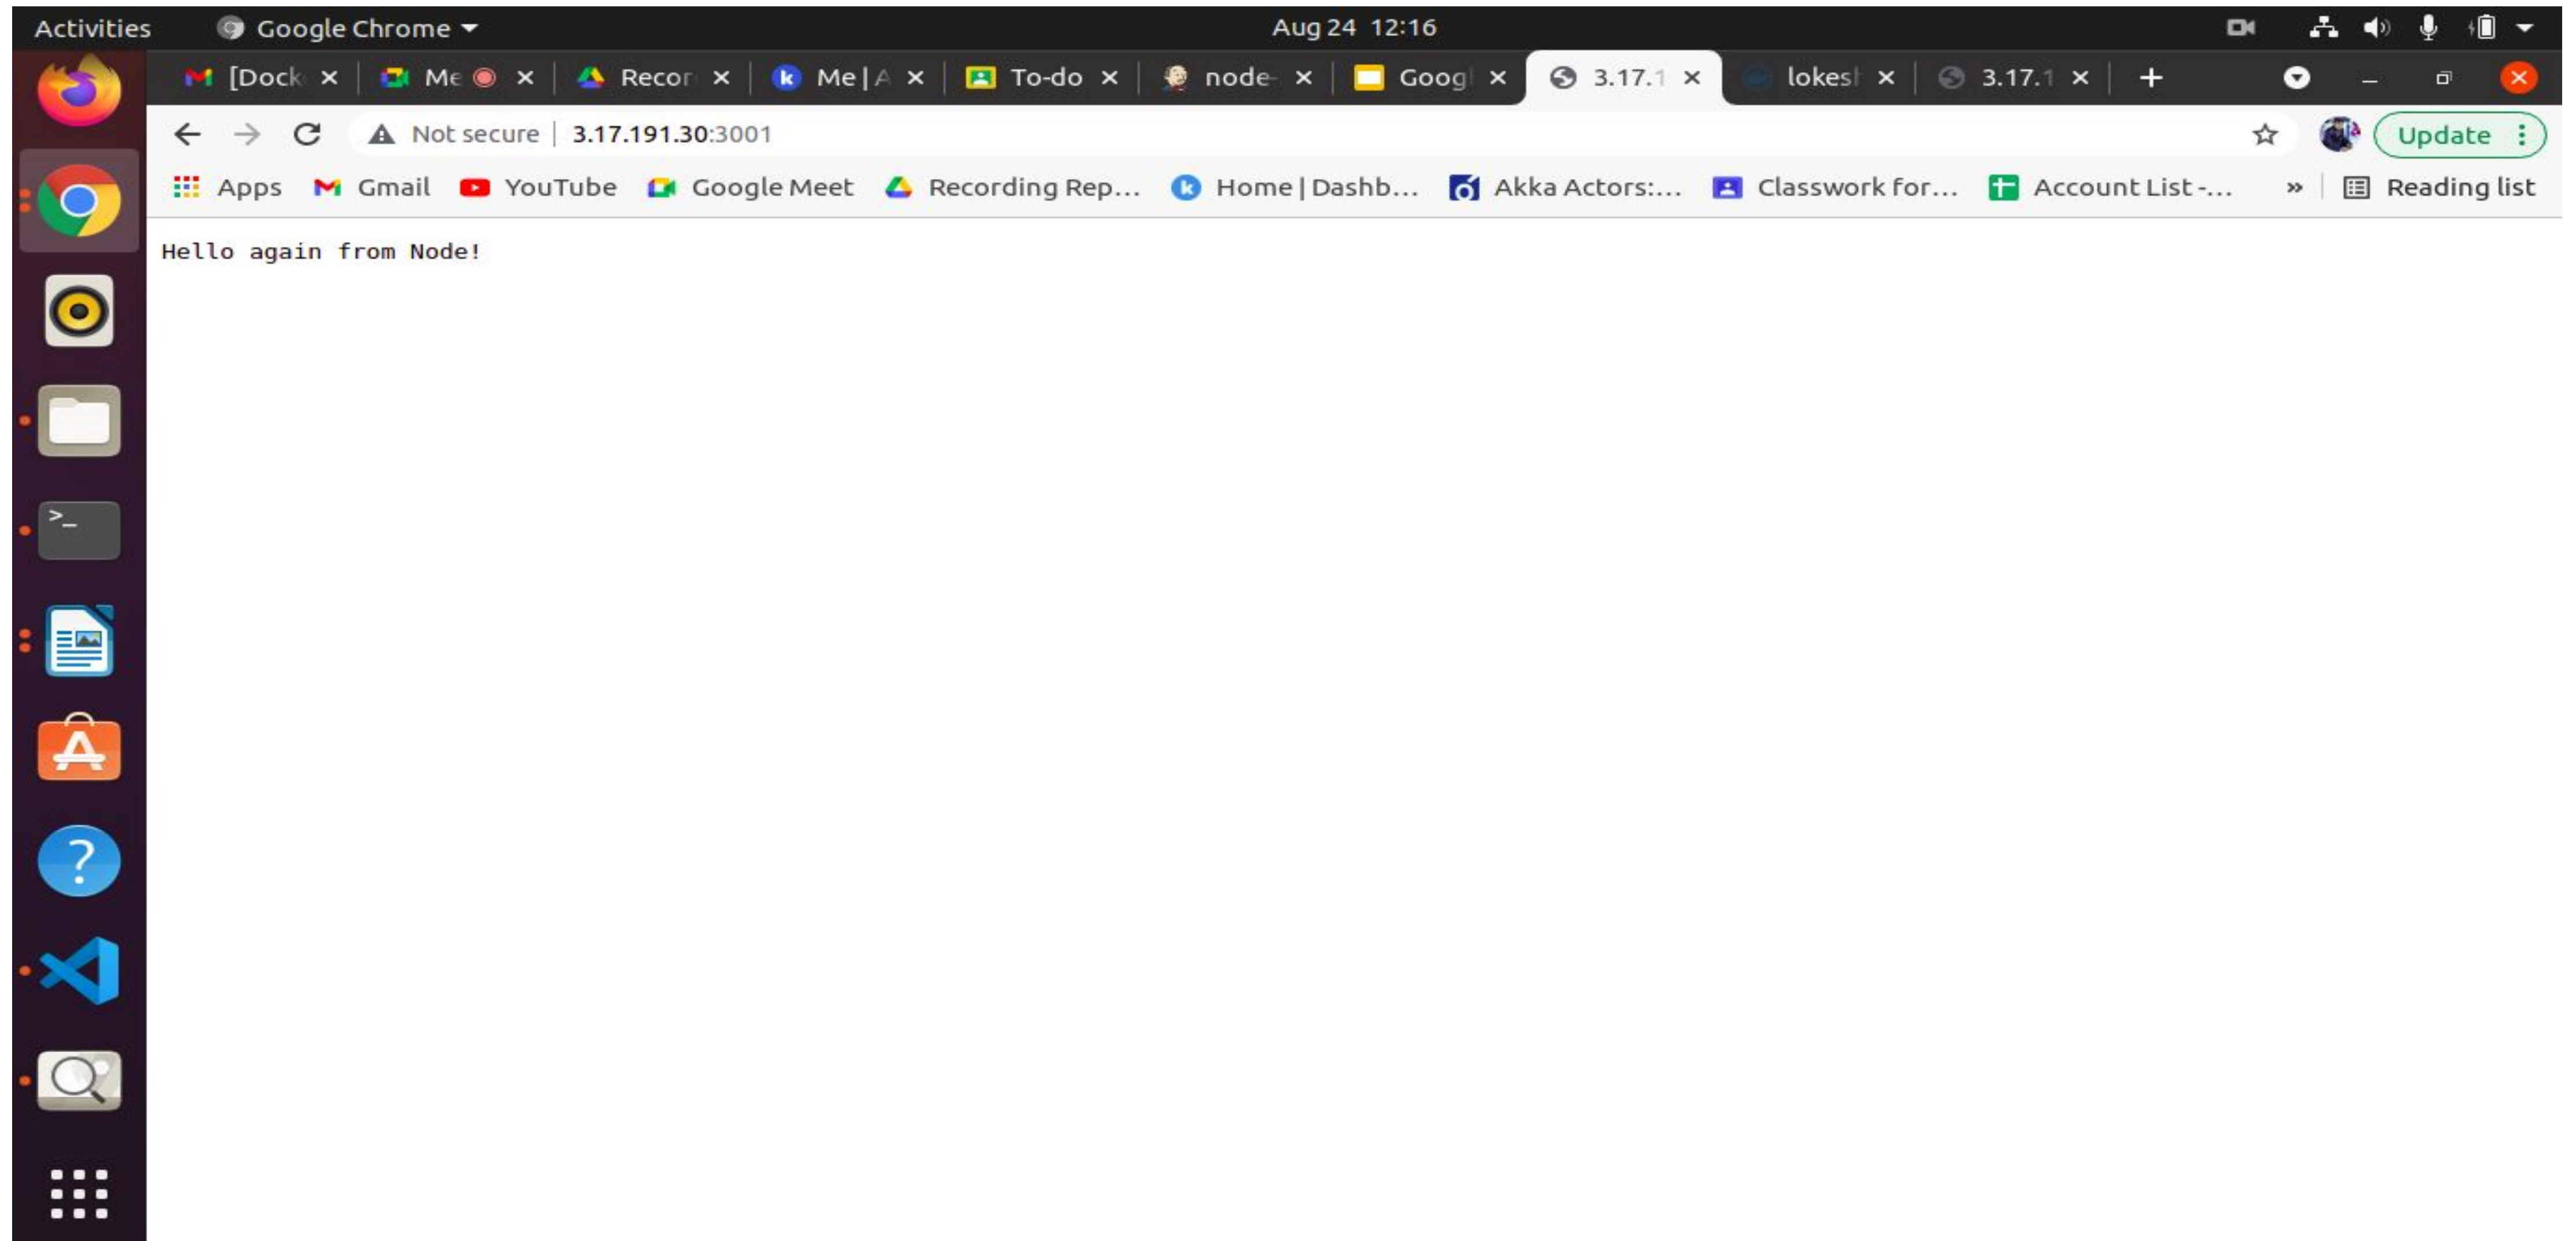 Activities Google Chrome Aug 24 12:16
[Dock Me Recor Me | A To-do node- Googl 3.17.1 lokesh 3.17.1
Not secure 3.17.191.30:3001 Update
Apps Gmail YouTube Google Meet Recording Rep... Home | Dashb... Akka Actors:... Classwork for... Account List -... » Reading list
Hello again from Node!